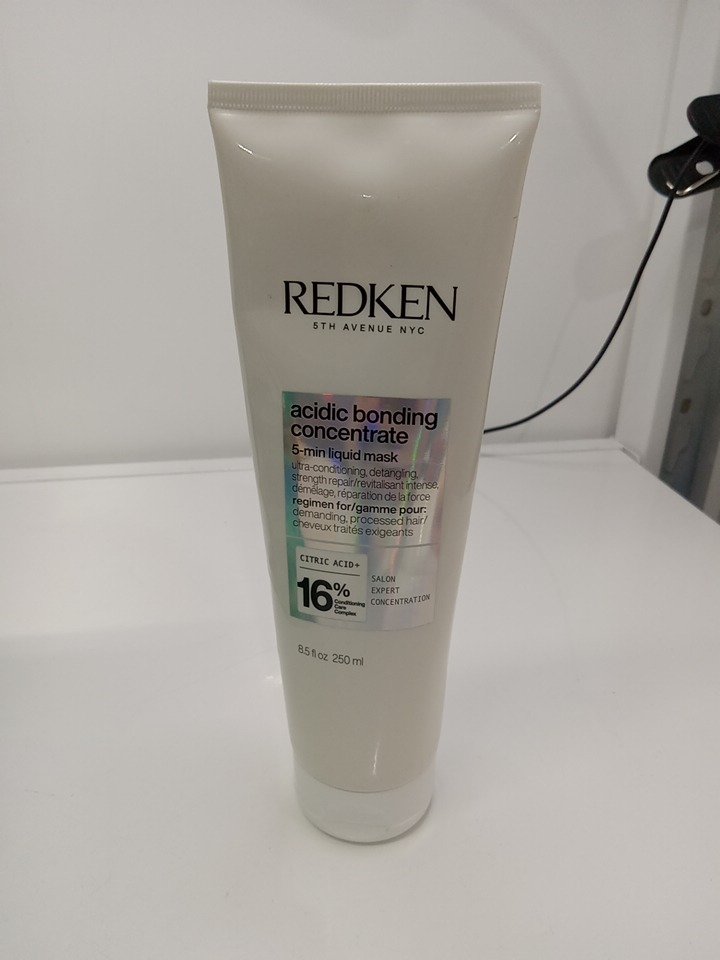 REDKEN
5TH AVENUE NYC
acidic bonding
concentrate
5-min liquid mask
ultra-conditioning, detangling,
strength repair/revitalisant intense,
démêlage, réparation de la force
regimen for/gamme pour:
demanding, processed hair/
cheveux traités exigeants
CITRIC ACID+
16%
Conditioning
Care
Complex
SALON
EXPERT
CONCENTRATION
8.5 fl oz 250 ml